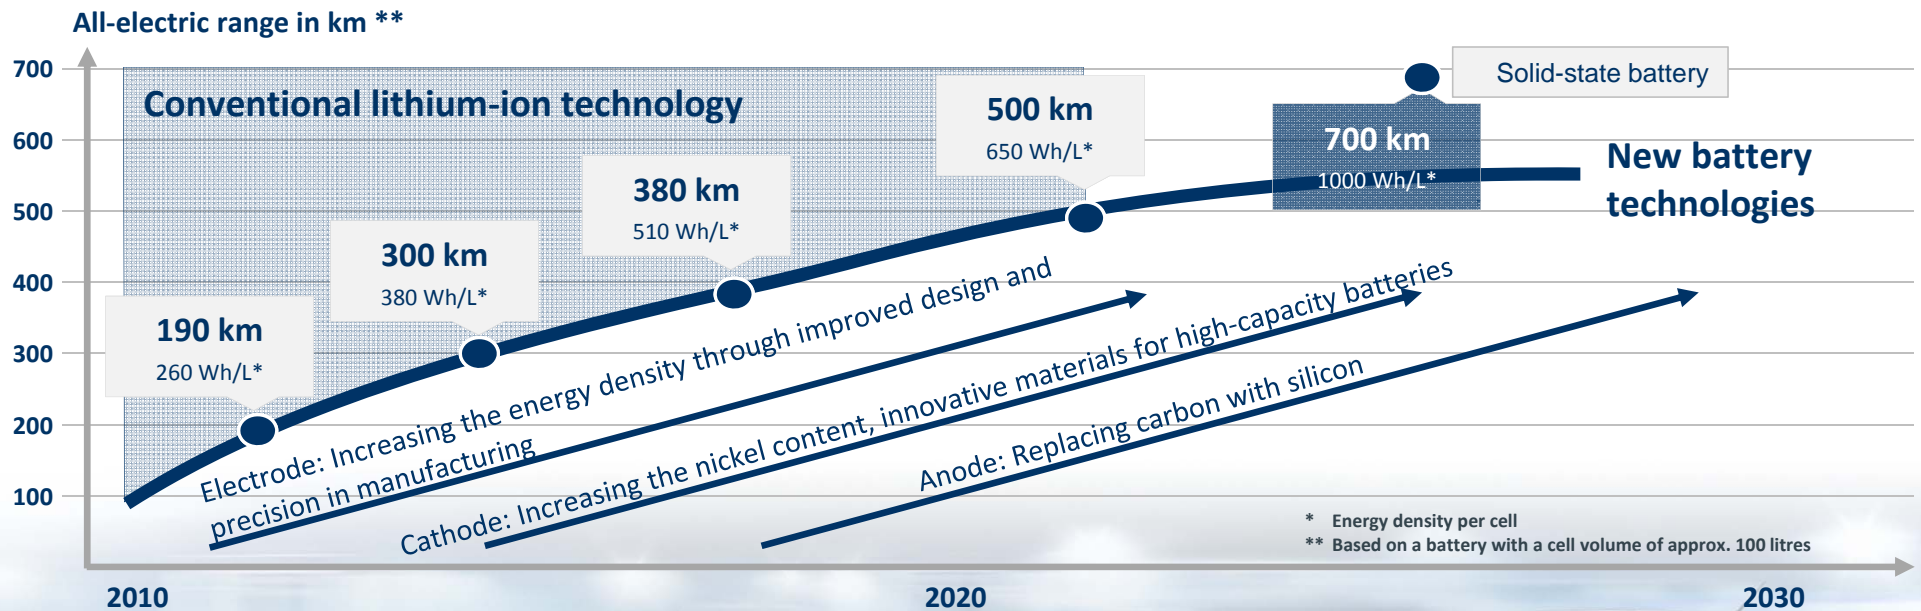 All-electric range in km **
700
600
500
400
300
200
100
Conventional lithium-ion technology
190 km
260 Wh/L*
300 km
380 Wh/L*
380 km
510 Wh/L*
500 km
650 Wh/L*
700 km
1000 Wh/L*
Solid-state battery
New battery
technologies
Electrode: Increasing the energy density through improved design and
precision in manufacturing
Cathode: Increasing the nickel content, innovative materials for high-capacity batteries
Anode: Replacing carbon with silicon
* Energy density per cell
** Based on a battery with a cell volume of approx. 100 litres
2010
2020
2030